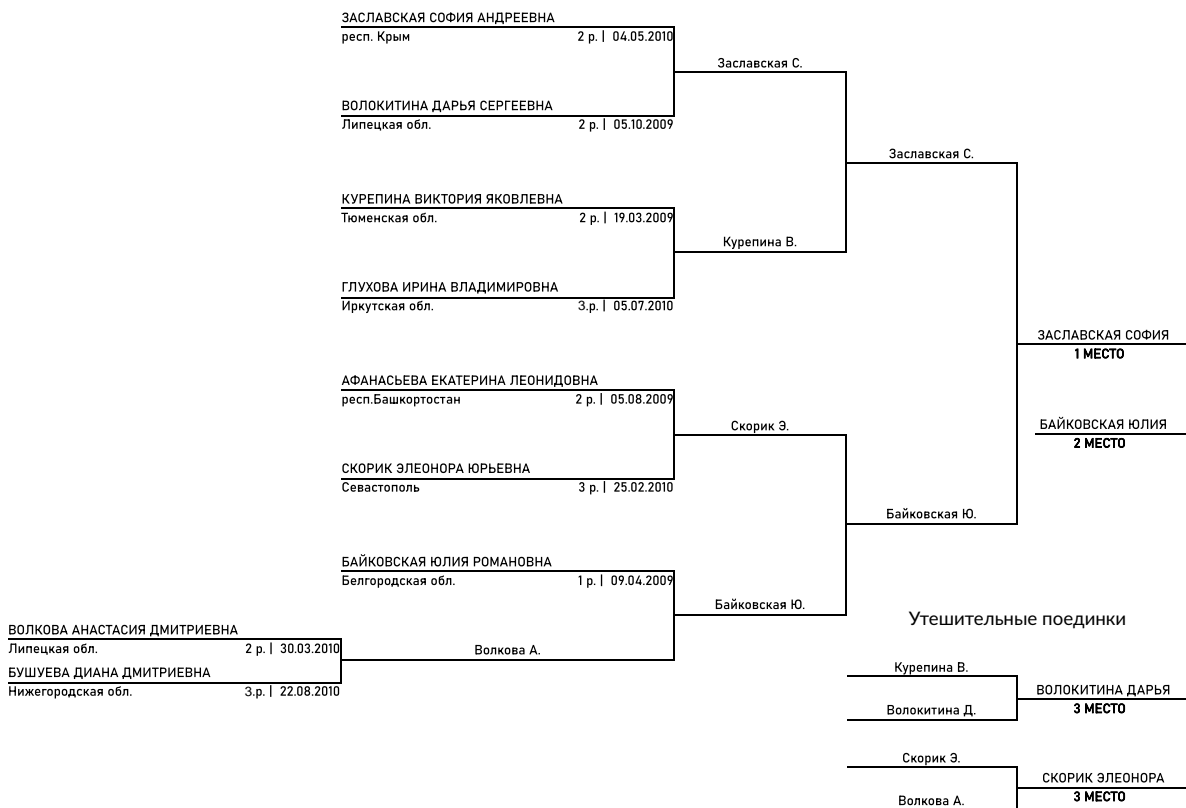 ЗАСЛАВСКАЯ СОФИЯ АНДРЕЕВНА
респ. Крым 2 р. | 04.05.2010
Заславская С.
ВОЛОКИТИНА ДАРЬЯ СЕРГЕЕВНА
Липецкая обл. 2 р. | 05.10.2009
Заславская С.
КУРЕПИНА ВИКТОРИЯ ЯКОВЛЕВНА
Тюменская обл. 2 р. | 19.03.2009
Курепина В.
ГЛУХОВА ИРИНА ВЛАДИМИРОВНА
Иркутская обл. 3.р. | 05.07.2010
ЗАСЛАВСКАЯ СОФИЯ
1 МЕСТО
АФАНАСЬЕВА ЕКАТЕРИНА ЛЕОНИДОВНА
респ.Башкортостан 2 р. | 05.08.2009
Скорик Э.
БАЙКОВСКАЯ ЮЛИЯ
2 МЕСТО
СКОРИК ЭЛЕОНОРА ЮРЬЕВНА
Севастополь 3 р. | 25.02.2010
Байковская Ю.
БАЙКОВСКАЯ ЮЛИЯ РОМАНОВНА
Белгородская обл. 1 р. | 09.04.2009
Байковская Ю.
ВОЛКОВА АНАСТАСИЯ ДМИТРИЕВНА
Липецкая обл. 2 р. | 30.03.2010
Волкова А.
БУШУЕВА ДИАНА ДМИТРИЕВНА
Нижегородская обл. 3.р. | 22.08.2010
Утешительные поединки
Курепина В.
ВОЛОКИТИНА ДАРЬЯ
3 МЕСТО
Волокитина Д.
Скорик Э.
СКОРИК ЭЛЕОНОРА
3 МЕСТО
Волкова А.